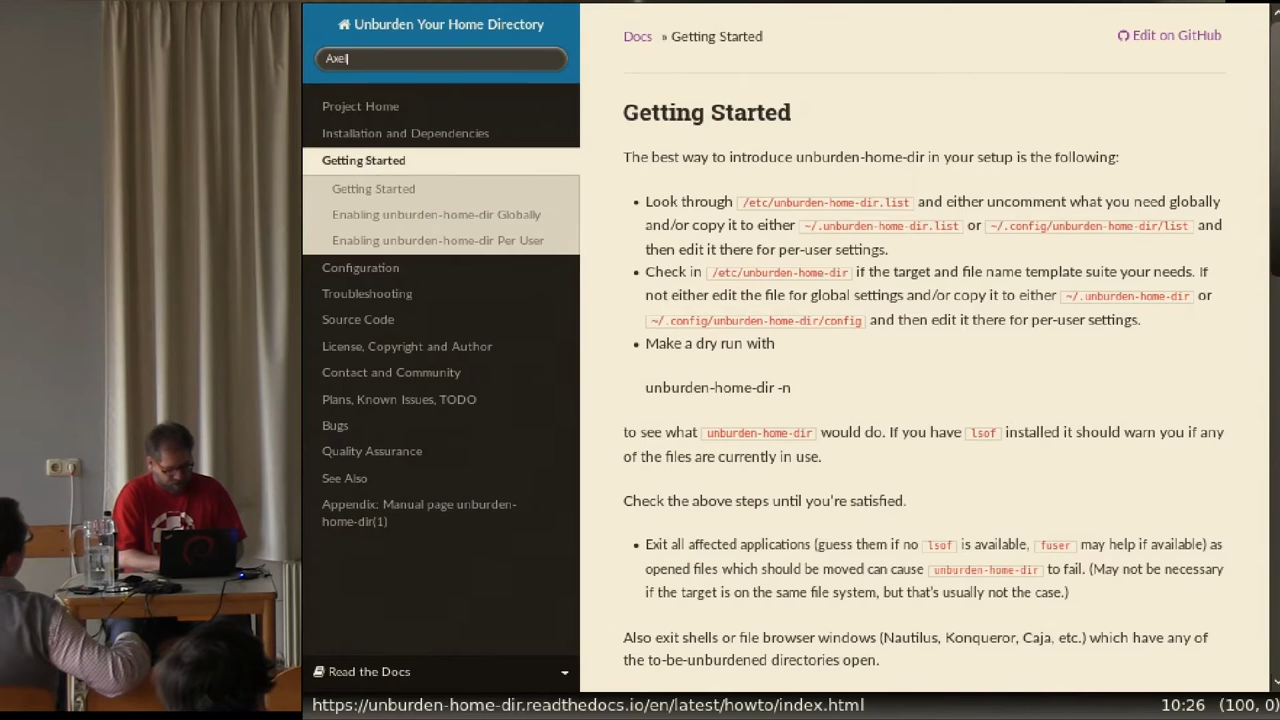 Unburden Your Home Directory
Axel
Project Home
Installation and Dependencies
Getting Started
Getting Started
Enabling unburden-home-dir Globally
Enabling unburden-home-dir Per User
Configuration
Troubleshooting
Source Code
License, Copyright and Author
Contact and Community
Plans, Known Issues, TODO
Bugs
Quality Assurance
See Also
Appendix: Manual page unburden-
home-dir(1)
Read the Docs
Docs » Getting Started
Edit on GitHub
Getting Started
The best way to introduce unburden-home-dir in your setup is the following:
• Look through /etc/unburden-home-dir.list and either uncomment what you need globally
and/or copy it to either ~/.unburden-home-dir.list or ~/.config/unburden-home-dir/list and
then edit it there for per-user settings.
• Check in /etc/unburden-home-dir if the target and file name template suite your needs. If
not either edit the file for global settings and/or copy it to either ~/.unburden-home-dir or
~/.config/unburden-home-dir/config and then edit it there for per-user settings.
• Make a dry run with
unburden-home-dir -n
to see what unburden-home-dir would do. If you have lsof installed it should warn you if any
of the files are currently in use.
Check the above steps until you're satisfied.
• Exit all affected applications (guess them if no lsof is available, fuser may help if available) as
opened files which should be moved can cause unburden-home-dir to fail. (May not be necessary
if the target is on the same file system, but that's usually not the case.)
Also exit shells or file browser windows (Nautilus, Konqueror, Caja, etc.) which have any of
the to-be-unburdened directories open.
https://unburden-home-dir.readthedocs.io/en/latest/howto/index.html
10:26 (100, 0)